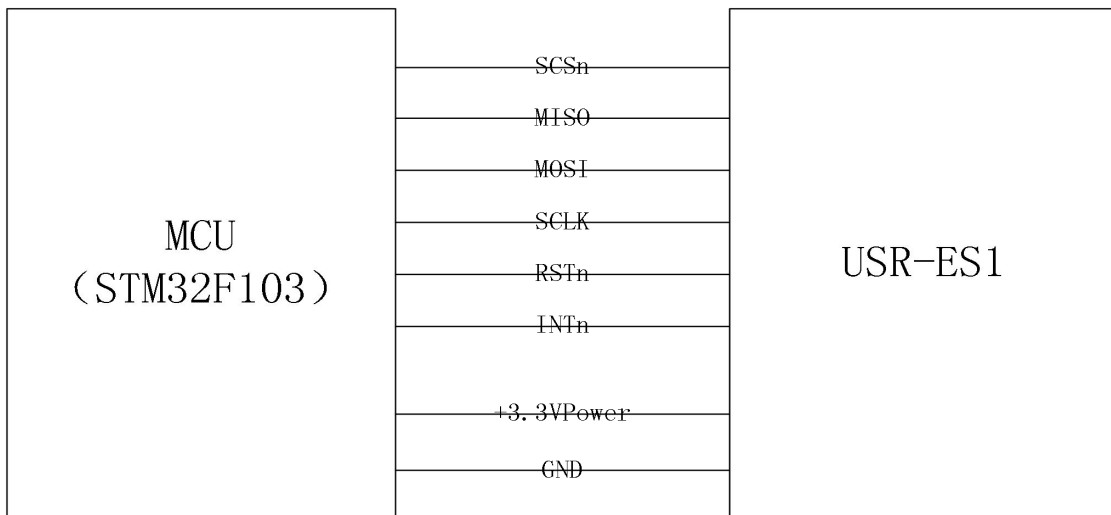 SCSn
MISO
MOSI
SCLK
RSTn
INTn
+3.3VPower
GND
MCU
（STM32F103）
USR-ES1